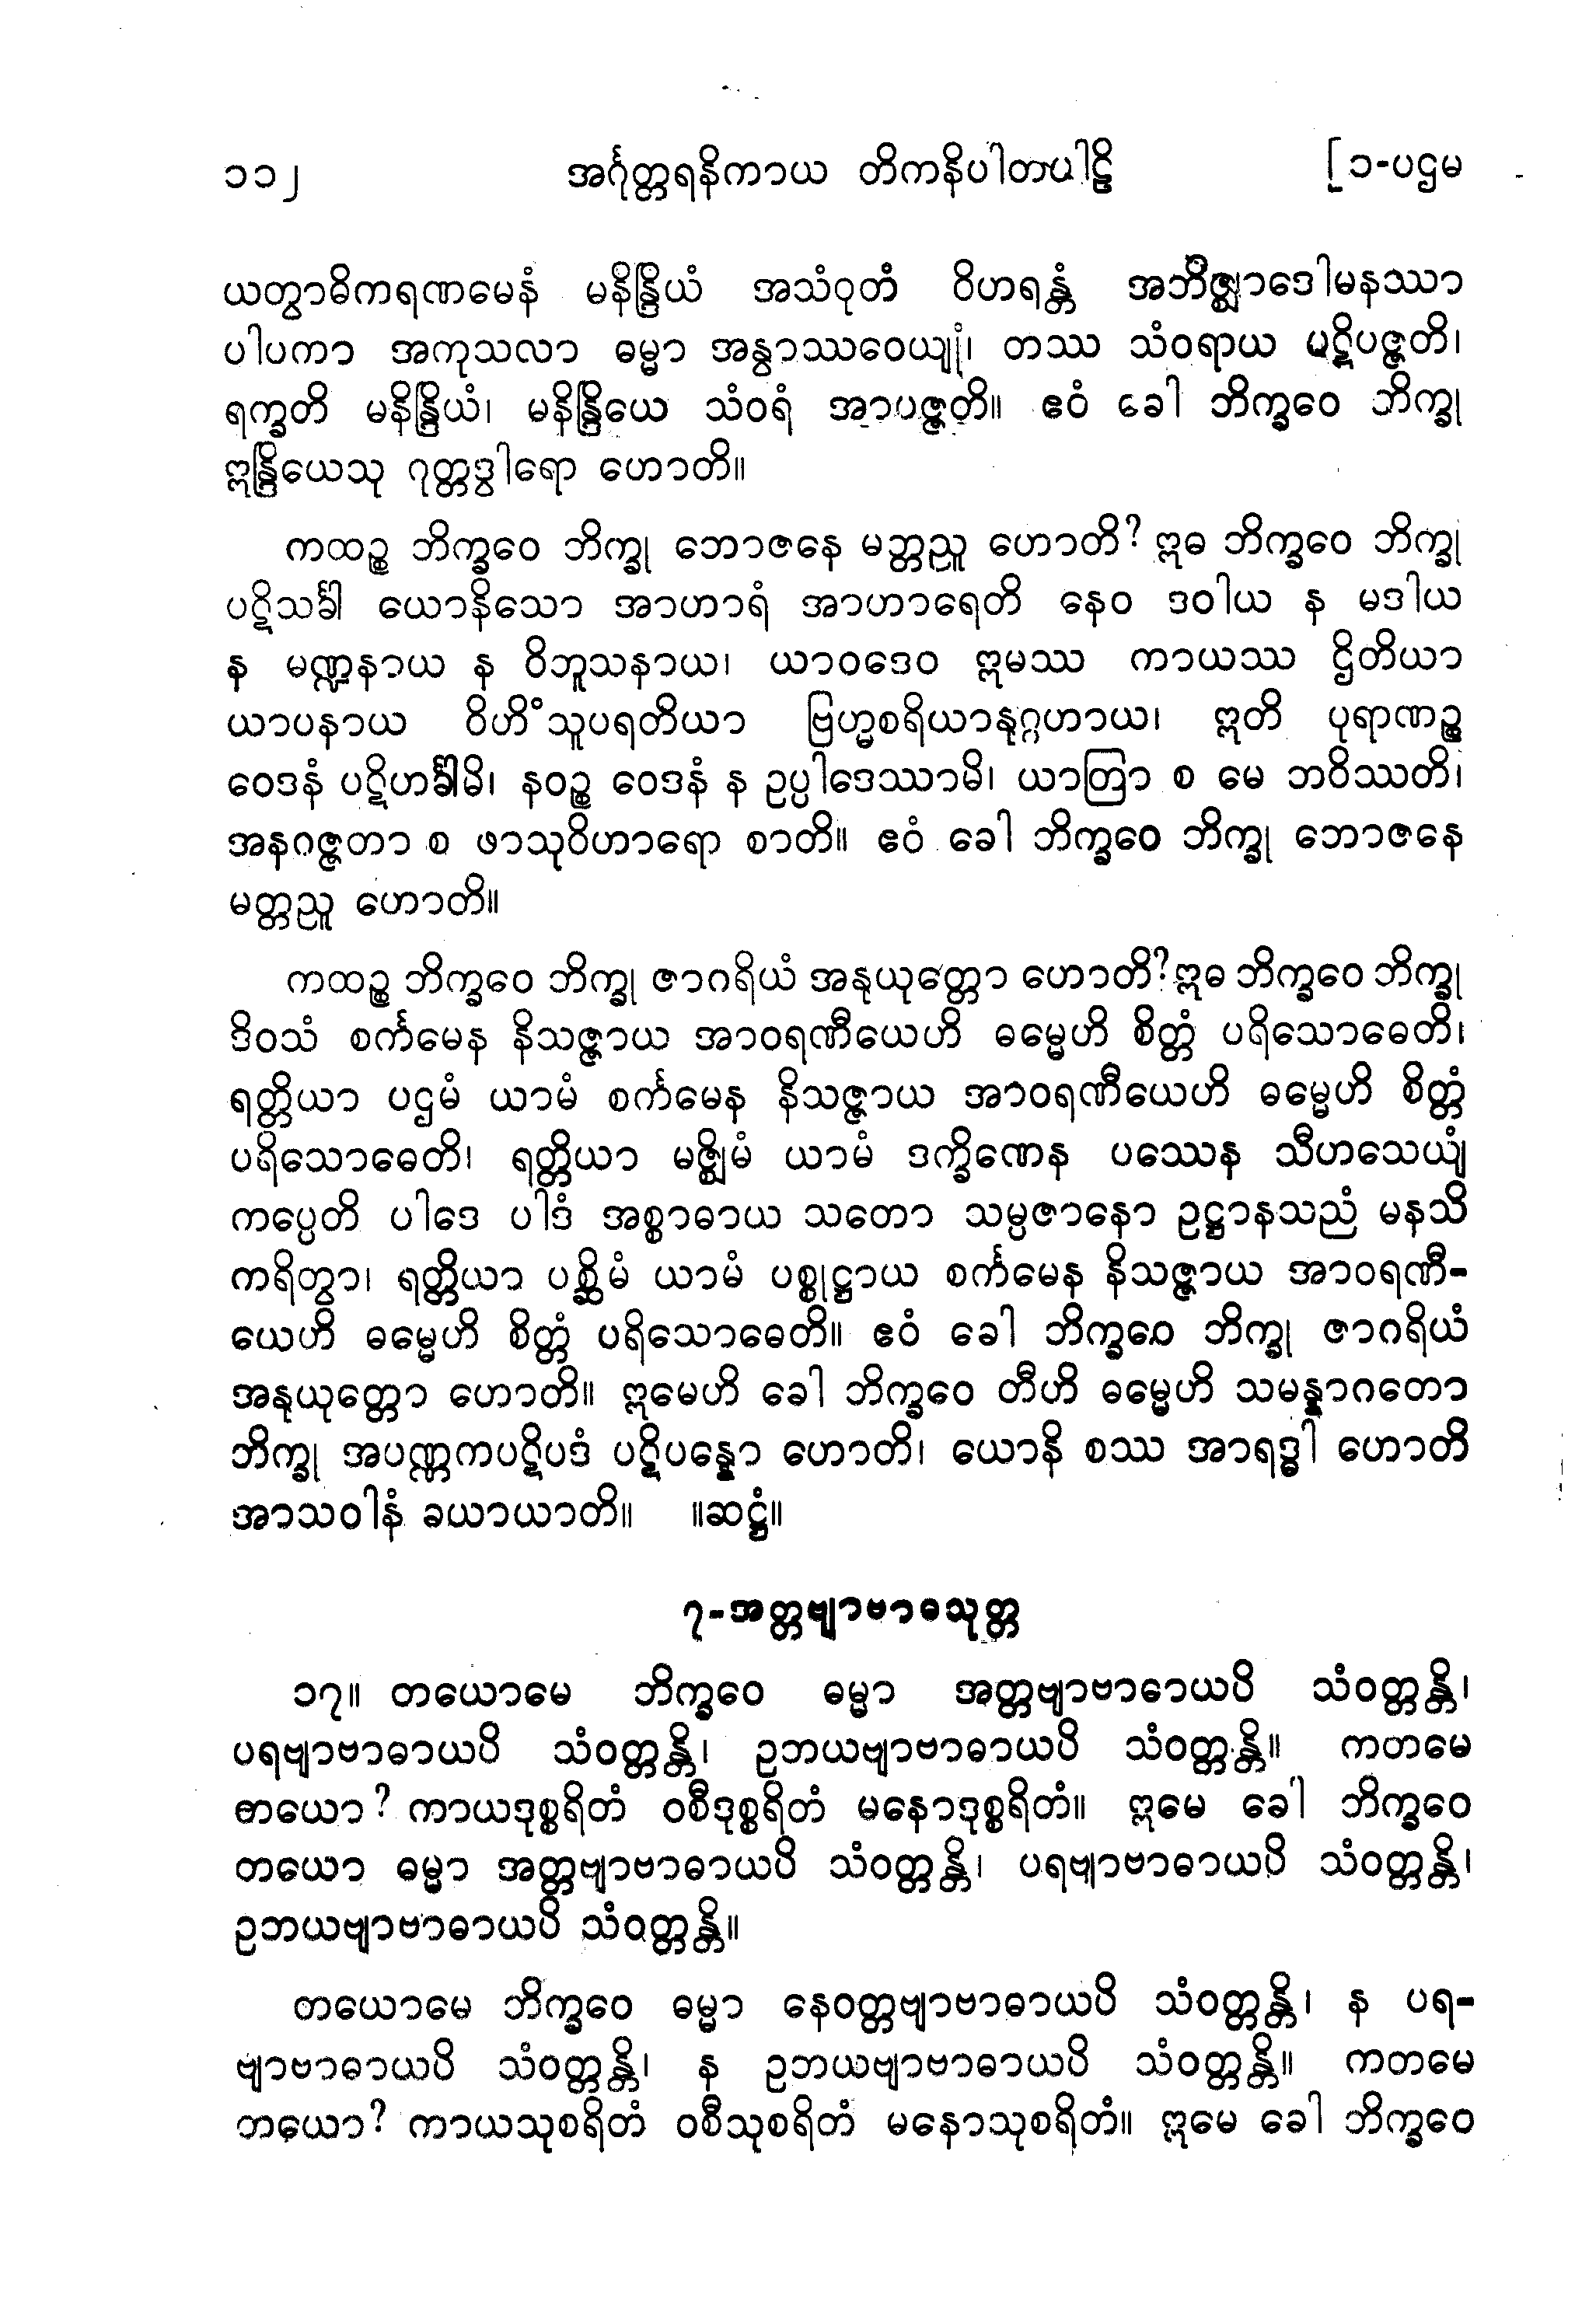 ၁၁၂ အင်္ဂုတ္တရနိကာယ တိကနိပါတပါဠိ [၁-ပဌမ
ယတွာဓိကရဏမေနံ မနိန္ဒြိယံ အသံဝုတံ ဝိဟရန္တံ အဘိဇ္ဈာဒေါမနဿာ
ပါပကာ အကုသလာ ဓမ္မာ အနွာဿဝေယျုံ၊ တဿ သံဝရာယ ပဋိပဇ္ဇတိ၊
ရက္ခတိ မနိန္ဒြိယံ၊ မနိန္ဒြိယေ သံဝရံ အာပဇ္ဇတိ။ ဧဝံ ခေါ ဘိက္ခဝေ ဘိက္ခု
ဣန္ဒြိယေသု ဂုတ္တဒွါရော ဟောတိ။
ကထဉ္စ ဘိက္ခဝေ ဘိက္ခု ဘောဇနေ မတ္တညူ ဟောတိ? ဣဓ ဘိက္ခဝေ ဘိက္ခု
ပဋိသင်္ခါ ယောနိသော အာဟာရံ အာဟာရေတိ နေဝ ဒဝါယ န မဒါယ
န မဏ္ဍနာယ န ဝိဘူသနာယ၊ ယာဝဒေဝ ဣမဿ ကာယဿ ဌိတိယာ
ယာပနာယ ဝိဟိံသူပရတိယာ ဗြဟ္မစရိယာနုဂ္ဂဟာယ၊ ဣတိ ပုရာဏဉ္စ
ဝေဒနံ ပဋိဟင်္ခါမိ၊ နဝဉ္စ ဝေဒနံ န ဥပ္ပါဒေဿာမိ၊ ယာတြာ စ မေ ဘဝိဿတိ၊
အနဝဇ္ဇတာ စ ဖာသုဝိဟာရော စာတိ။ ဧဝံ ခေါ ဘိက္ခဝေ ဘိက္ခု ဘောဇနေ
မတ္တညူ ဟောတိ။
ကထဉ္စ ဘိက္ခဝေ ဘိက္ခု ဇာဂရိယံ အနုယုတ္တော ဟောတိ? ဣဓ ဘိက္ခဝေ ဘိက္ခု
ဒိဝသံ စင်္ကမေန နိသဇ္ဇာယ အာဝရဏီယေဟိ ဓမ္မေဟိ စိတ္တံ ပရိသောဓေတိ၊
ရတ္တိယာ ပဌမံ ယာမံ စင်္ကမေန နိသဇ္ဇာယ အာဝရဏီယေဟိ ဓမ္မေဟိ စိတ္တံ
ပရိသောဓေတိ၊ ရတ္တိယာ မဇ္ဈိမံ ယာမံ ဒက္ခိဏေန ပဿေန သီဟသေယျံ
ကပ္ပေတိ ပါဒေ ပါဒံ အစ္စာဓာယ သတော သမ္ပဇာနော ဥဋ္ဌာနသညံ မနသိ
ကရိတွာ၊ ရတ္တိယာ ပစ္ဆိမံ ယာမံ ပစ္စုဋ္ဌာယ စင်္ကမေန နိသဇ္ဇာယ အာဝရဏီ-
ယေဟိ ဓမ္မေဟိ စိတ္တံ ပရိသောဓေတိ။ ဧဝံ ခေါ ဘိက္ခဝေ ဘိက္ခု ဇာဂရိယံ
အနုယုတ္တော ဟောတိ။ ဣမေဟိ ခေါ ဘိက္ခဝေ တီဟိ ဓမ္မေဟိ သမန္နာဂတော
ဘိက္ခု အပဏ္ဏကပဋိပဒံ ပဋိပန္နော ဟောတိ၊ ယောနိ စဿ အာရဒ္ဓါ ဟောတိ
အာသဝါနံ ခယာယာတိ။ ။ဆဋ္ဌံ။
၇-အတ္တဗျာဗာဓသုတ္တ
၁၇။ တယောမေ ဘိက္ခဝေ ဓမ္မာ အတ္တဗျာဗာဓာယပိ သံဝတ္တန္တိ၊
ပရဗျာဗာဓာယပိ သံဝတ္တန္တိ၊ ဥဘယဗျာဗာဓာယပိ သံဝတ္တန္တိ။ ကတမေ
တယော? ကာယဒုစ္စရိတံ ဝစီဒုစ္စရိတံ မနောဒုစ္စရိတံ။ ဣမေ ခေါ ဘိက္ခဝေ
တယော ဓမ္မာ အတ္တဗျာဗာဓာယပိ သံဝတ္တန္တိ၊ ပရဗျာဗာဓာယပိ သံဝတ္တန္တိ၊
ဥဘယဗျာဗာဓာယပိ သံဝတ္တန္တိ။
တယောမေ ဘိက္ခဝေ ဓမ္မာ နေဝတ္တဗျာဗာဓာယပိ သံဝတ္တန္တိ၊ န ပရ-
ဗျာဗာဓာယပိ သံဝတ္တန္တိ၊ န ဥဘယဗျာဗာဓာယပိ သံဝတ္တန္တိ။ ကတမေ
တယော? ကာယသုစရိတံ ဝစီသုစရိတံ မနောသုစရိတံ။ ဣမေ ခေါ ဘိက္ခဝေ